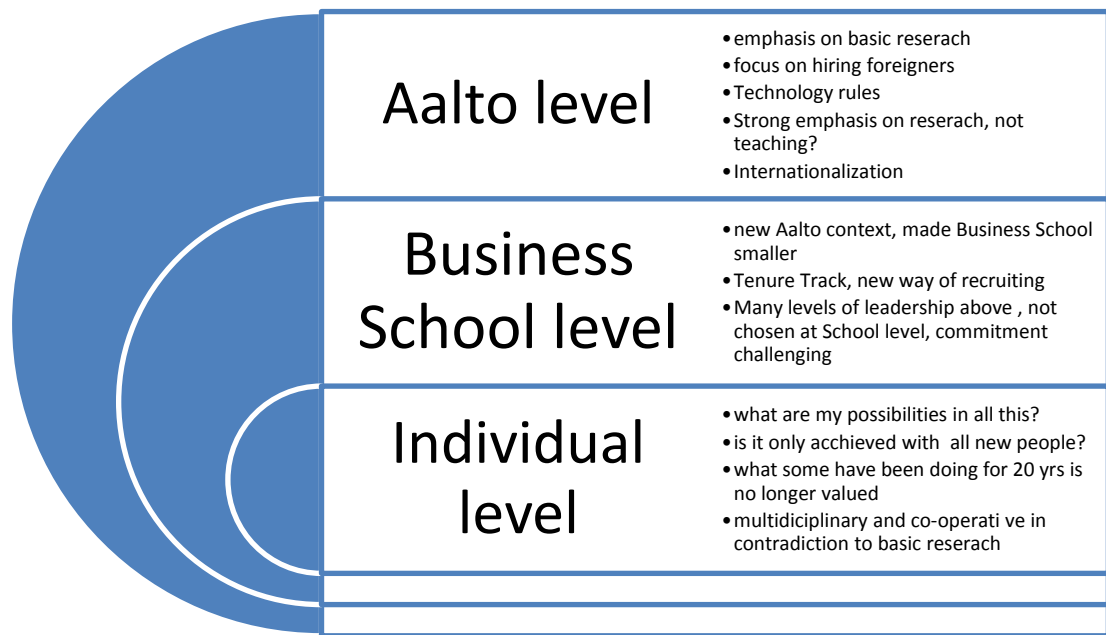 Aalto level
•emphasis on basic reserach
•focus on hiring foreigners
•Technology rules
•Strong emphasis on reserach, not
teaching?
•Internationalization
Business
School level
•new Aalto context, made Business School
smaller
•Tenure Track, new way of recruiting
•Many levels of leadership above , not
chosen at School level, commitment
challenging
Individual
level
•what are my possibilities in all this?
•is it only acchieved with  all new people?
•what some have been doing for 20 yrs is
no longer valued
•multidiciplinary and co-operati ve in
contradiction to basic reserach